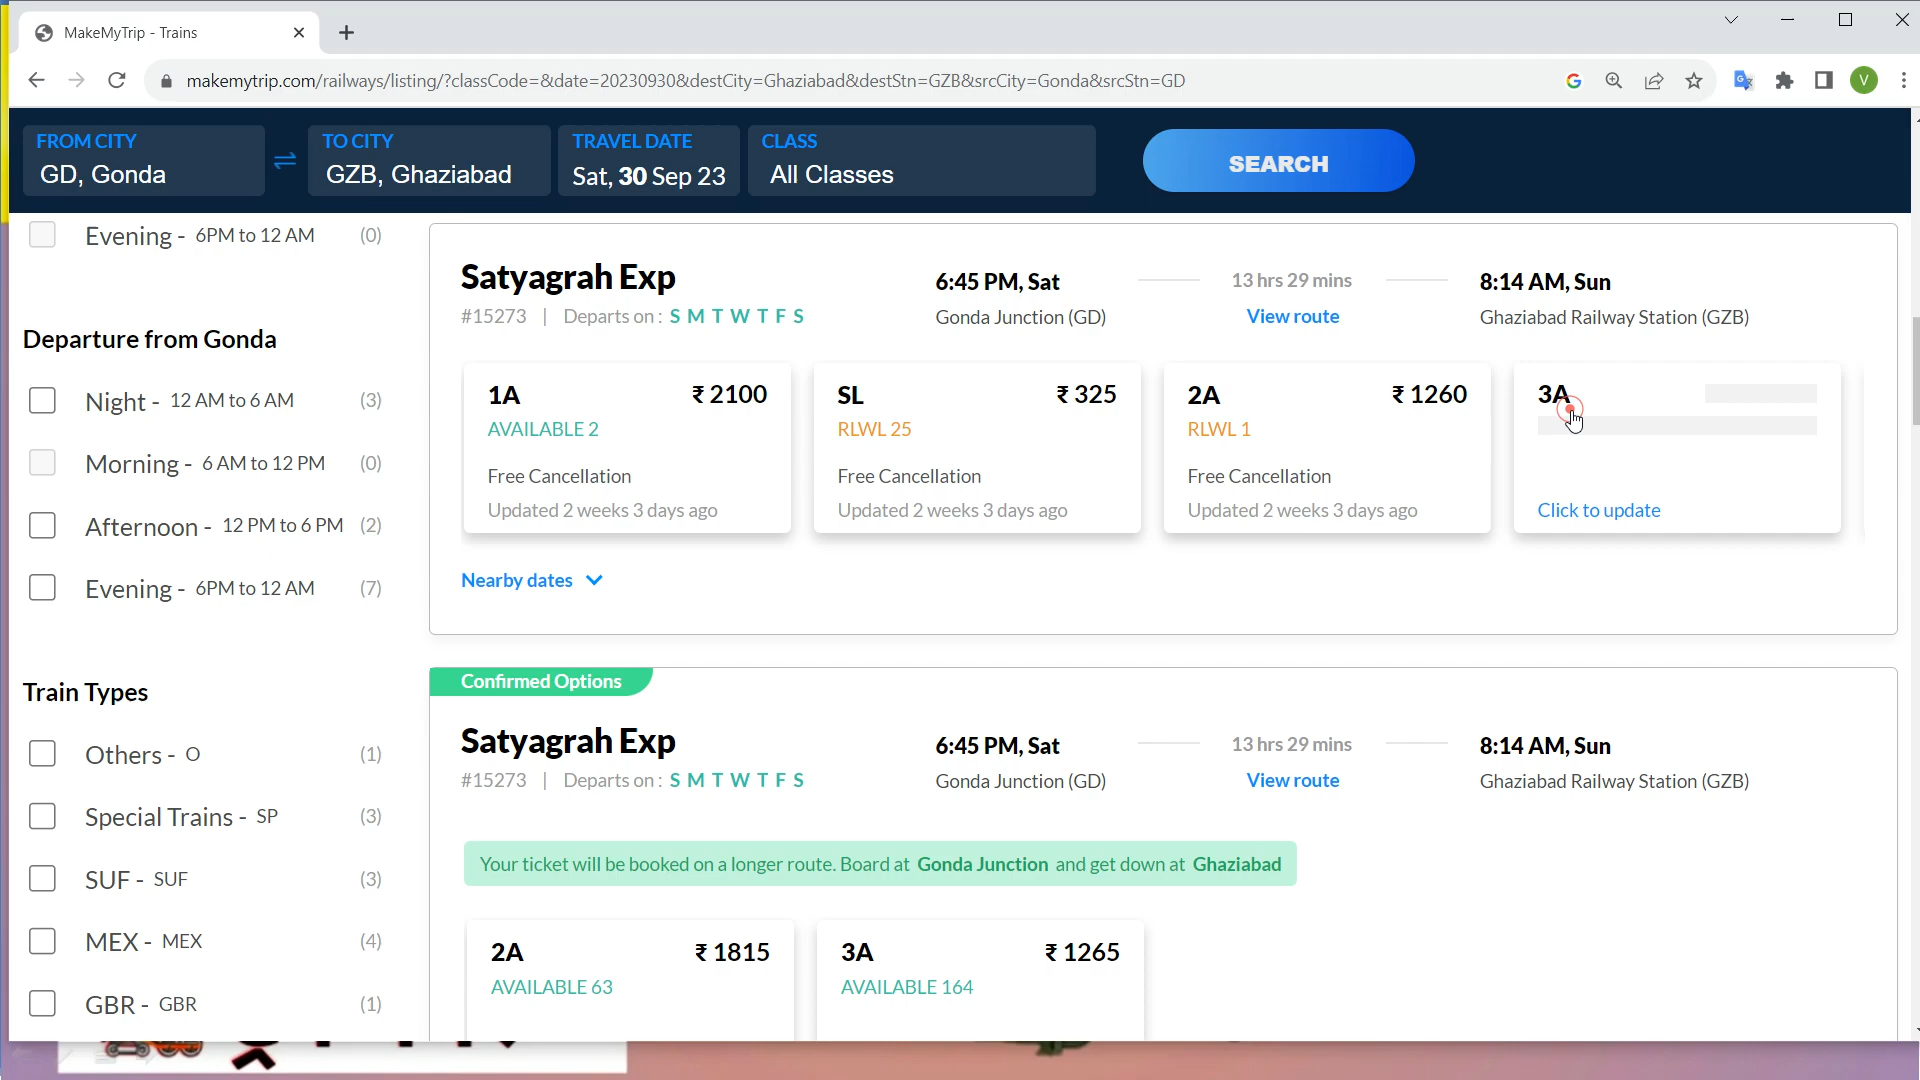 MakeMyTrip - Trains
makemytrip.com/railways/listing/?classCode=&date=20230930&destCity=Ghaziabad&destStn=GZB&srcCity=Gonda&srcStn=GD
V
FROM CITY
GD, Gonda
TO CITY
GZB, Ghaziabad
TRAVEL DATE
Sat, 30 Sep 23
CLASS
All Classes
SEARCH
Evening - 6PM to 12 AM (0)
Departure from Gonda
Night - 12 AM to 6 AM (3)
Morning - 6 AM to 12 PM (0)
Afternoon - 12 PM to 6 PM (2)
Evening - 6PM to 12 AM (7)
Train Types
Others - O (1)
Special Trains - SP (3)
SUF - SUF (3)
MEX - MEX (4)
GBR - GBR (1)
Satyagrah Exp
#15273 | Departs on : S M T W T F S
6:45 PM, Sat
Gonda Junction (GD)
13 hrs 29 mins
View route
8:14 AM, Sun
Ghaziabad Railway Station (GZB)
1A ₹ 2100
AVAILABLE 2
Free Cancellation
Updated 2 weeks 3 days ago
SL ₹ 325
RLWL 25
Free Cancellation
Updated 2 weeks 3 days ago
2A ₹ 1260
RLWL 1
Free Cancellation
Updated 2 weeks 3 days ago
3A
Click to update
Nearby dates
Confirmed Options
Satyagrah Exp
#15273 | Departs on : S M T W T F S
6:45 PM, Sat
Gonda Junction (GD)
13 hrs 29 mins
View route
8:14 AM, Sun
Ghaziabad Railway Station (GZB)
Your ticket will be booked on a longer route. Board at Gonda Junction and get down at Ghaziabad
2A ₹ 1815
AVAILABLE 63
3A ₹ 1265
AVAILABLE 164